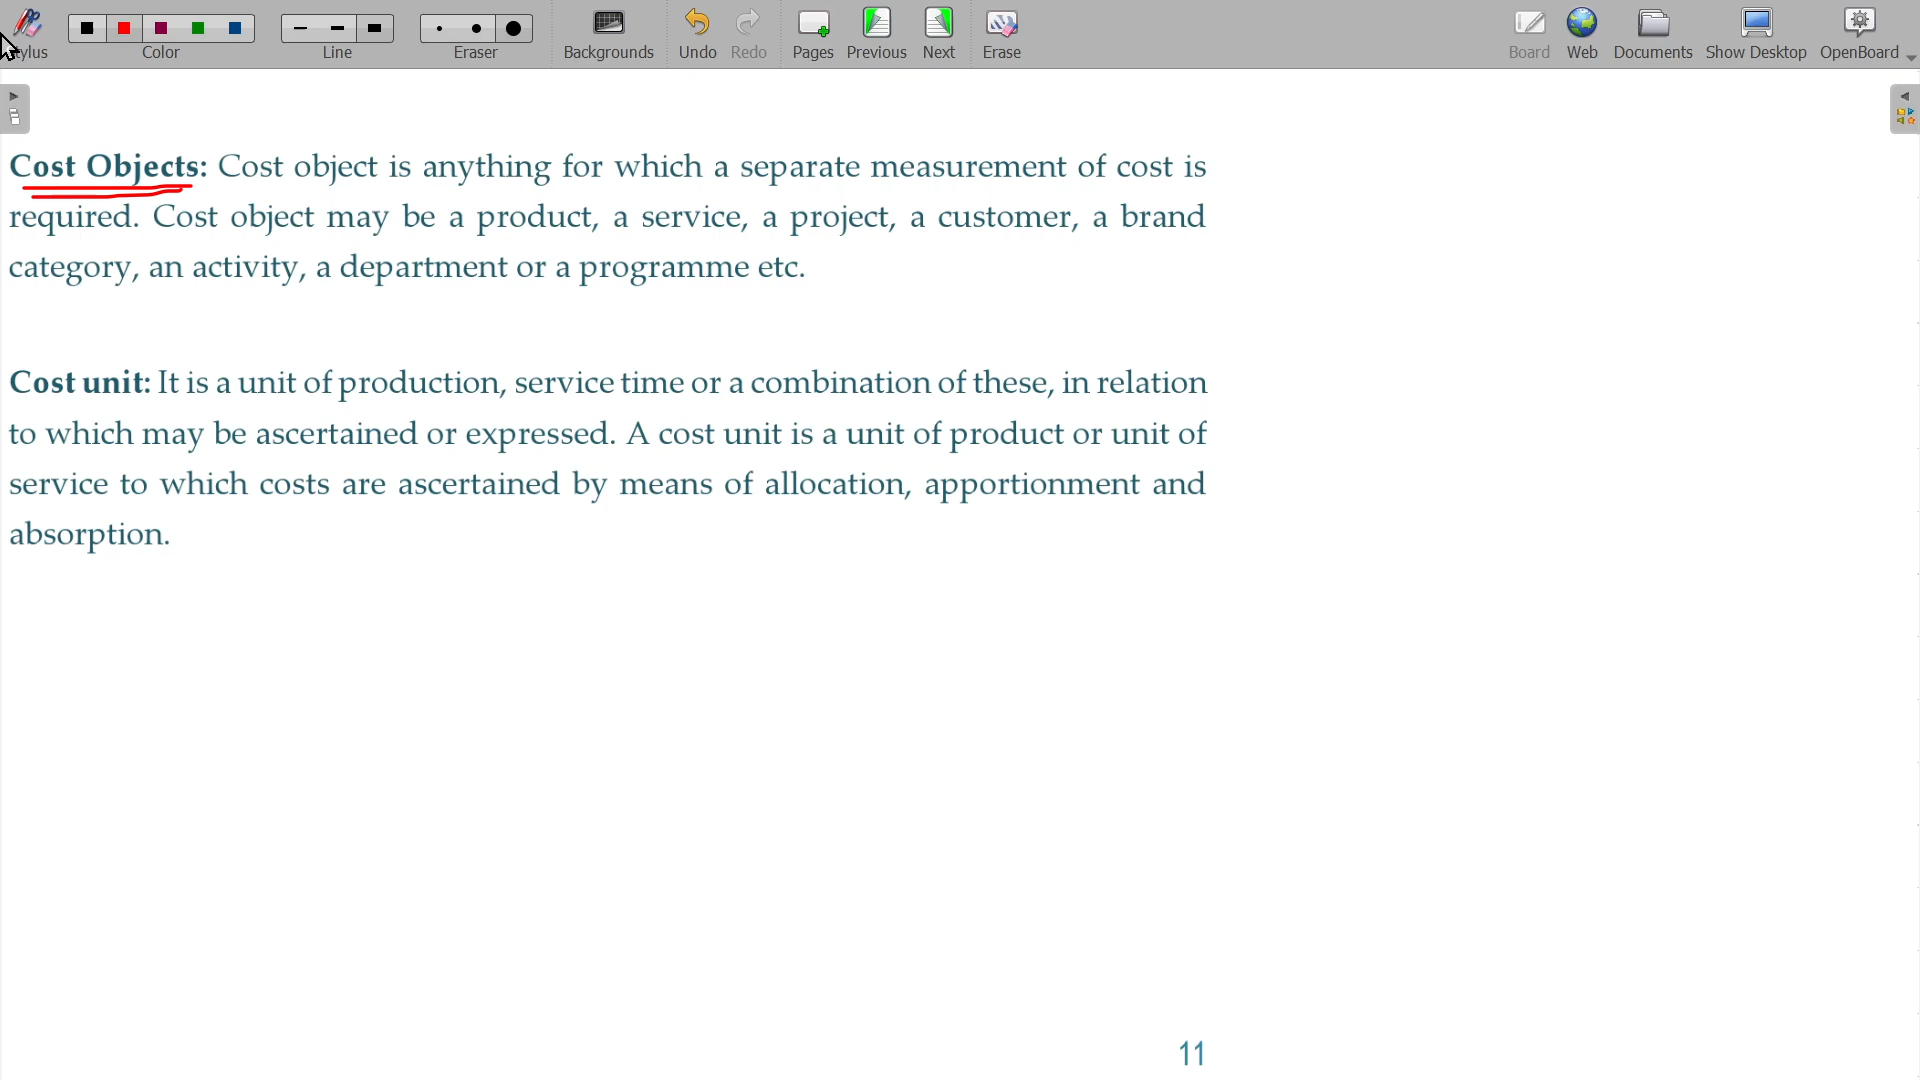 Stylus Color Line Eraser Backgrounds Undo Redo Pages Previous Next Erase Board Web Documents Show Desktop OpenBoard
Cost Objects: Cost object is anything for which a separate measurement of cost is
required. Cost object may be a product, a service, a project, a customer, a brand
category, an activity, a department or a programme etc.
Cost unit: It is a unit of production, service time or a combination of these, in relation
to which may be ascertained or expressed. A cost unit is a unit of product or unit of
service to which costs are ascertained by means of allocation, apportionment and
absorption.
11